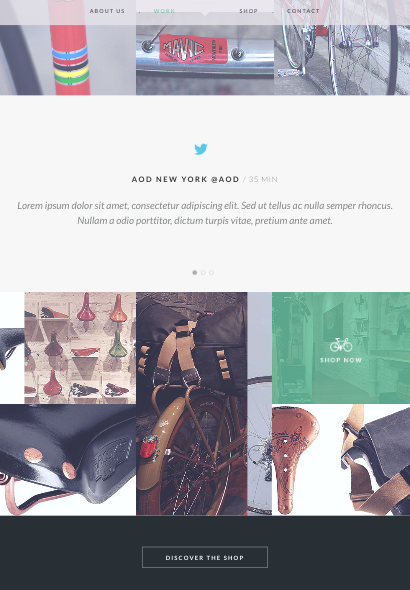 ABOUT US
WORK
SHOP
CONTACT
MAVIC
AOD NEW YORK @AOD / 35 MIN
Lorem ipsum dolor sit amet, consectetur adipiscing elit. Sed ut tellus ac nulla semper rhoncus.
Nullam a odio porttitor, dictum turpis vitae, pretium ante amet.
SHOP NOW
DISCOVER THE SHOP